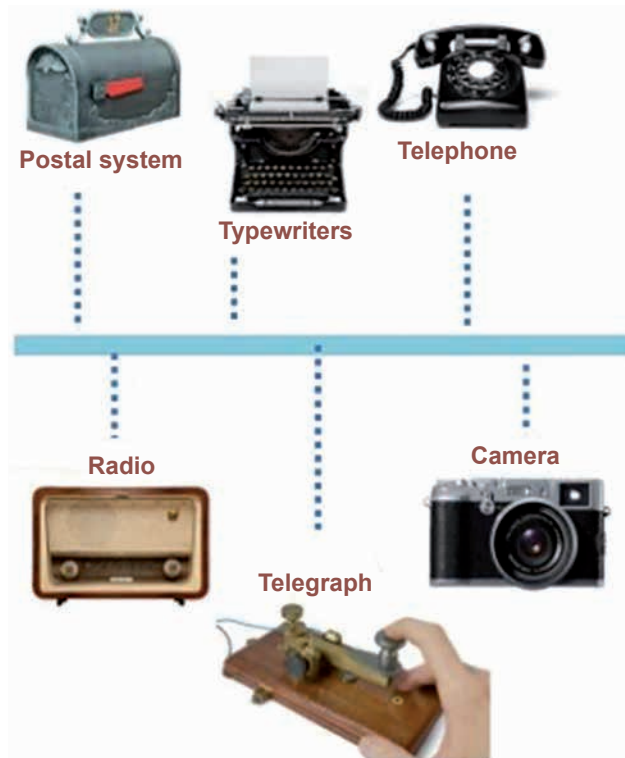 Postal system
Typewriters
Telephone
Radio
Telegraph
Camera